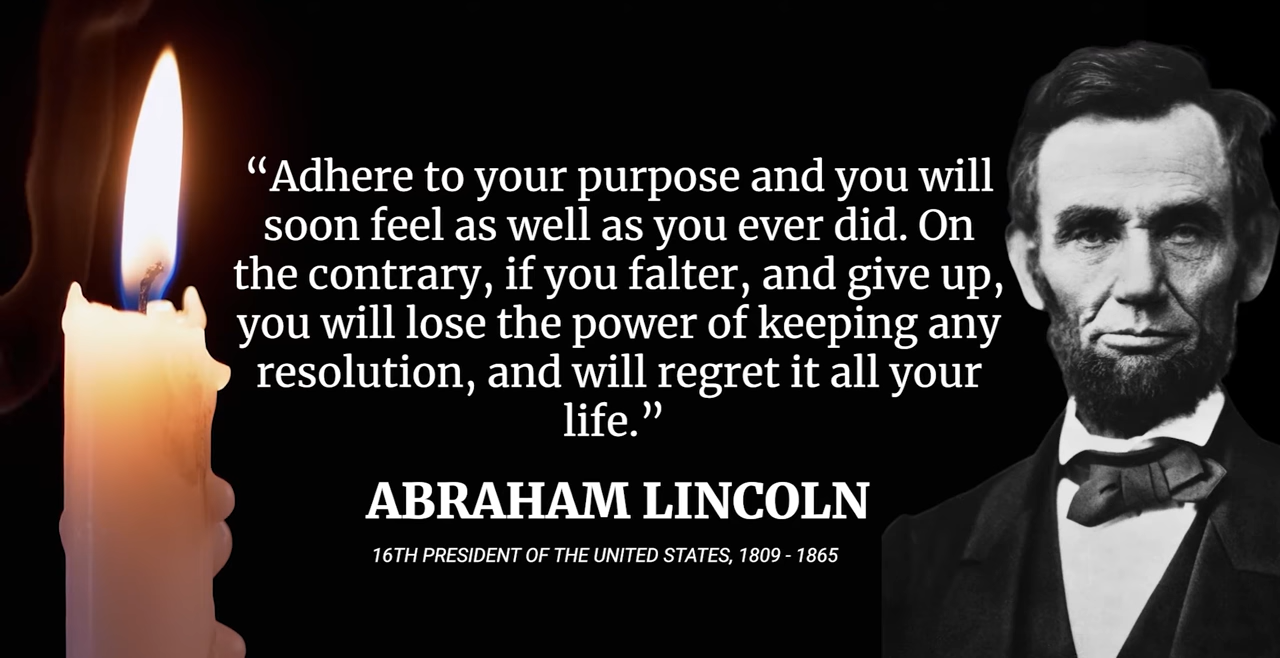 “Adhere to your purpose and you will
soon feel as well as you ever did. On
the contrary, if you falter, and give up,
you will lose the power of keeping any
resolution, and will regret it all your
life.”
ABRAHAM LINCOLN
16TH PRESIDENT OF THE UNITED STATES, 1809 - 1865